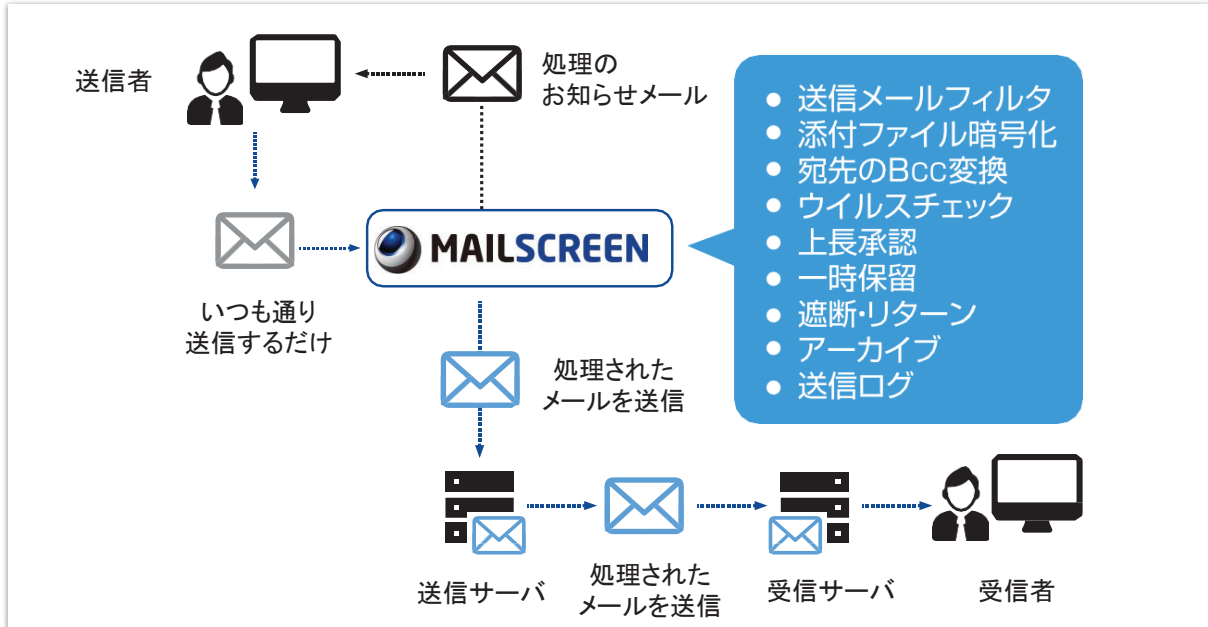 送信者
処理の
お知らせメール
いつも通り
送信するだけ
MAILSCREEN
送信メールフィルタ
添付ファイル暗号化
宛先のBcc変換
ウイルスチェック
上長承認
一時保留
遮断・リターン
アーカイブ
送信ログ
処理された
メールを送信
送信サーバ
処理された
メールを送信
受信サーバ
受信者